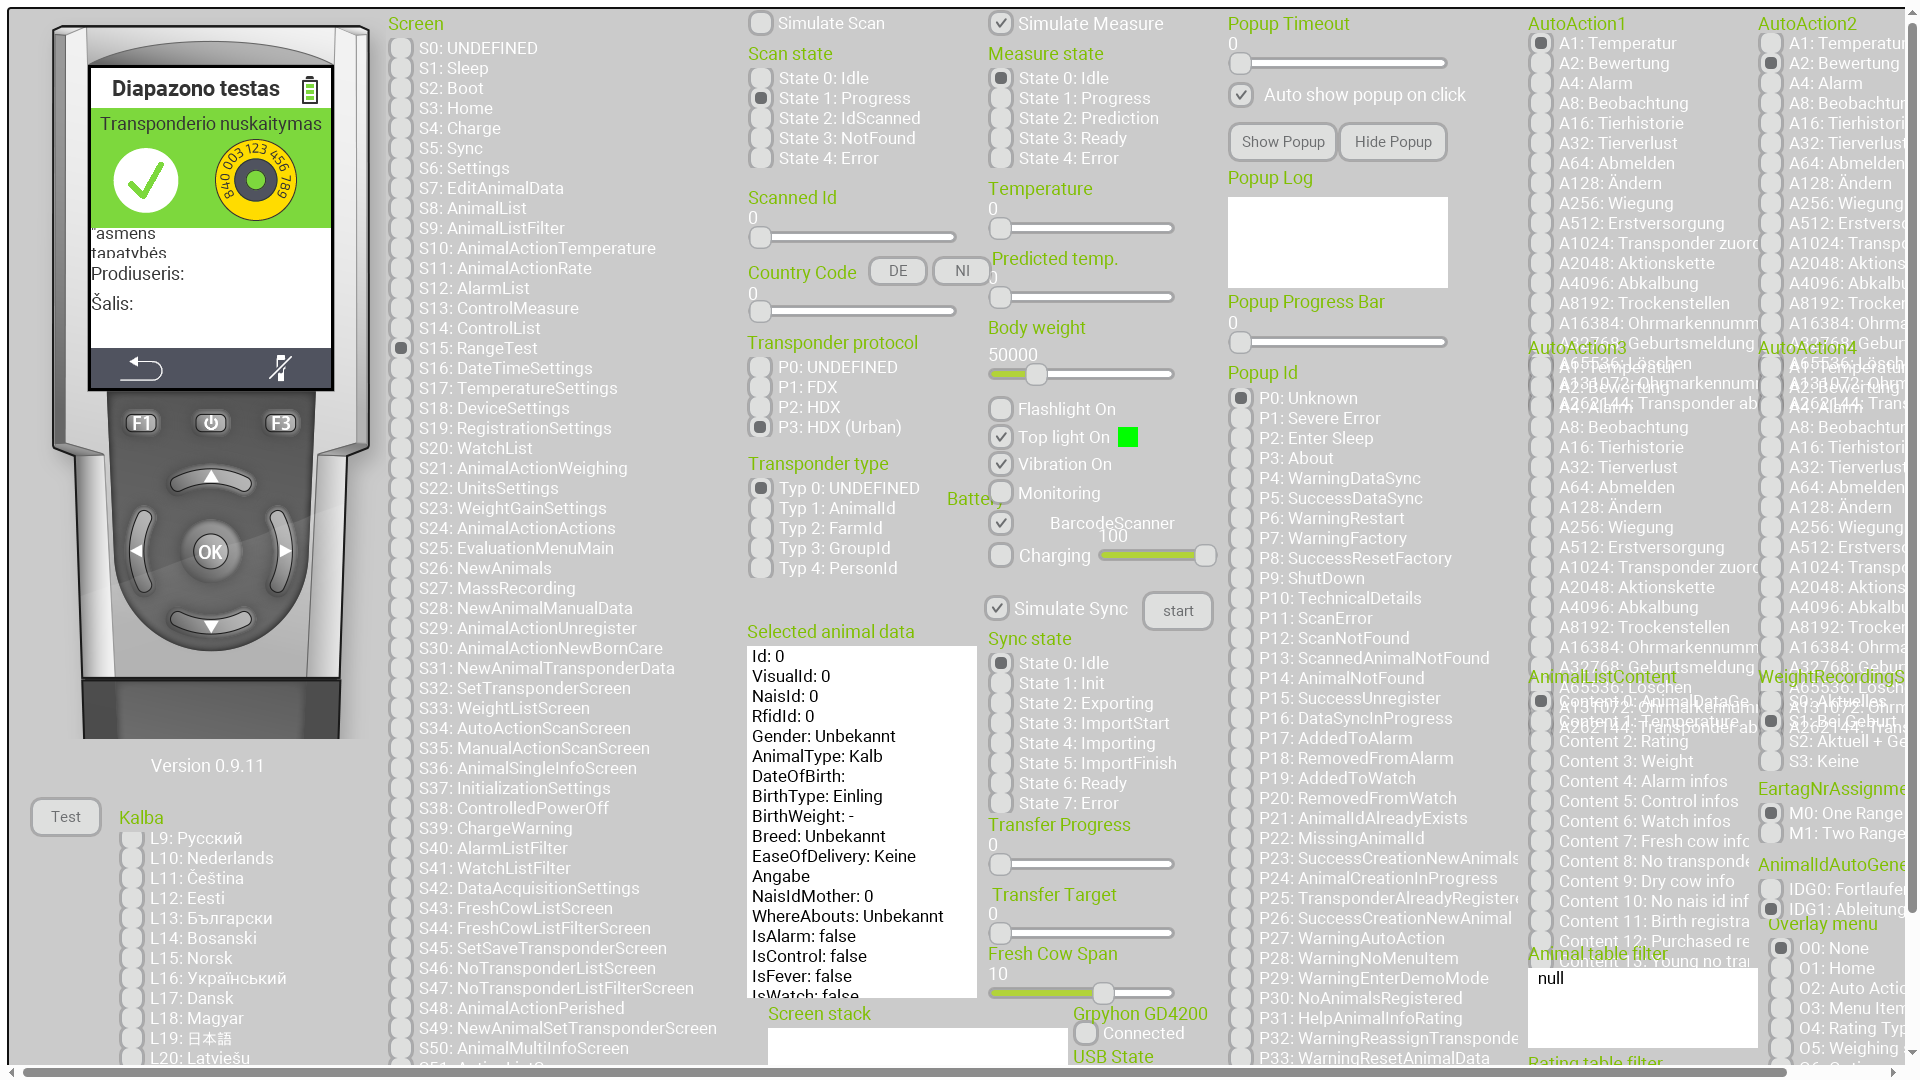 Diapazono testas
Transponderio nuskaitymas
840 003 123 456 789
"asmens
tapatybės
Prodiuseris:
Šalis:
F1
F3
OK
Version 0.9.11
Test
Kalba
L9: Русский
L10: Nederlands
L11: Čeština
L12: Eesti
L13: Български
L14: Bosanski
L15: Norsk
L16: Український
L17: Dansk
L18: Magyar
L19: 日本語
L20: Latviešu
Screen
S0: UNDEFINED
S1: Sleep
S2: Boot
S3: Home
S4: Charge
S5: Sync
S6: Settings
S7: EditAnimalData
S8: AnimalList
S9: AnimalListFilter
S10: AnimalActionTemperature
S11: AnimalActionRate
S12: AlarmList
S13: ControlMeasure
S14: ControlList
S15: RangeTest
S16: DateTimeSettings
S17: TemperatureSettings
S18: DeviceSettings
S19: RegistrationSettings
S20: WatchList
S21: AnimalActionWeighing
S22: UnitsSettings
S23: WeightGainSettings
S24: AnimalActionActions
S25: EvaluationMenuMain
S26: NewAnimals
S27: MassRecording
S28: NewAnimalManualData
S29: AnimalActionUnregister
S30: AnimalActionNewBornCare
S31: NewAnimalTransponderData
S32: SetTransponderScreen
S33: WeightListScreen
S34: AutoActionScanScreen
S35: ManualActionScanScreen
S36: AnimalSingleInfoScreen
S37: InitializationSettings
S38: ControlledPowerOff
S39: ChargeWarning
S40: AlarmListFilter
S41: WatchListFilter
S42: DataAcquisitionSettings
S43: FreshCowListScreen
S44: FreshCowListFilterScreen
S45: SetSaveTransponderScreen
S46: NoTransponderListScreen
S47: NoTransponderListFilterScreen
S48: AnimalActionPerished
S49: NewAnimalSetTransponderScreen
S50: AnimalMultiInfoScreen
Simulate Scan
Scan state
State 0: Idle
State 1: Progress
State 2: IdScanned
State 3: NotFound
State 4: Error
Scanned Id
0
Country Code
DE
NI
0
Transponder protocol
P0: UNDEFINED
P1: FDX
P2: HDX
P3: HDX (Urban)
Transponder type
Typ 0: UNDEFINED
Typ 1: AnimalId
Typ 2: FarmId
Typ 3: GroupId
Typ 4: PersonId
Selected animal data
Id: 0
VisualId: 0
NaisId: 0
RfidId: 0
Gender: Unbekannt
AnimalType: Kalb
DateOfBirth:
BirthType: Einling
BirthWeight: -
Breed: Unbekannt
EaseOfDelivery: Keine
Angabe
NaisIdMother: 0
WhereAbouts: Unbekannt
IsAlarm: false
IsControl: false
IsFever: false
IsWatch: false
Screen stack
Simulate Measure
Measure state
State 0: Idle
State 1: Progress
State 2: Prediction
State 3: Ready
State 4: Error
Temperature
0
Predicted temp.
0
Body weight
50000
Flashlight On
Top light On
Vibration On
Monitoring
Battery
BarcodeScanner
100
Charging
Simulate Sync
start
Sync state
State 0: Idle
State 1: Init
State 2: Exporting
State 3: ImportStart
State 4: Importing
State 5: ImportFinish
State 6: Ready
State 7: Error
Transfer Progress
0
Transfer Target
0
Fresh Cow Span
10
Grpyhon GD4200
Connected
USB State
Popup Timeout
0
Auto show popup on click
Show Popup
Hide Popup
Popup Log
Popup Progress Bar
0
Popup Id
P0: Unknown
P1: Severe Error
P2: Enter Sleep
P3: About
P4: WarningDataSync
P5: SuccessDataSync
P6: WarningRestart
P7: WarningFactory
P8: SuccessResetFactory
P9: ShutDown
P10: TechnicalDetails
P11: ScanError
P12: ScanNotFound
P13: ScannedAnimalNotFound
P14: AnimalNotFound
P15: SuccessUnregister
P16: DataSyncInProgress
P17: AddedToAlarm
P18: RemovedFromAlarm
P19: AddedToWatch
P20: RemovedFromWatch
P21: AnimalIdAlreadyExists
P22: MissingAnimalId
P23: SuccessCreationNewAnimals
P24: AnimalCreationInProgress
P25: TransponderAlreadyRegistere
P26: SuccessCreationNewAnimal
P27: WarningAutoAction
P28: WarningNoMenuItem
P29: WarningEnterDemoMode
P30: NoAnimalsRegistered
P31: HelpAnimalInfoRating
P32: WarningReassignTransponde
P33: WarningResetAnimalData
AutoAction1
A1: Temperatur
A2: Bewertung
A4: Alarm
A8: Beobachtung
A16: Tierhistorie
A32: Tierverlust
A64: Abmelden
A128: Ändern
A256: Wiegung
A512: Erstversorgung
A1024: Transponder zuord
A2048: Aktionskette
A4096: Abkalbung
A8192: Trockenstellen
A16384: Ohrmarkennumm
A32768: Geburtsmeldung
A65536: Löschen
A131072: Ohrmarkennum
A262144: Transponder ab
AutoAction3
A1: Temperatur
A2: Bewertung
A4: Alarm
A8: Beobachtung
A16: Tierhistorie
A32: Tierverlust
A64: Abmelden
A128: Ändern
A256: Wiegung
A512: Erstversorgung
A1024: Transponder zuord
A2048: Aktionskette
A4096: Abkalbung
A8192: Trockenstellen
A16384: Ohrmarkennumm
A32768: Geburtsmeldung
A65536: Löschen
A131072: Ohrmarkennum
A262144: Transponder ab
AnimalListContent
Content 0: AnimalDataGe
Content 1: Temperature
Content 2: Rating
Content 3: Weight
Content 4: Alarm infos
Content 5: Control infos
Content 6: Watch infos
Content 7: Fresh cow info
Content 8: No transponde
Content 9: Dry cow info
Content 10: No nais id inf
Content 11: Birth registra
Content 12: Purchased re
Content 13: Young no tra
Animal table filter
null
Rating table filter
AutoAction2
A1: Temperatur
A2: Bewertung
A4: Alarm
A8: Beobachtur
A16: Tierhistori
A32: Tierverlust
A64: Abmelden
A128: Ändern
A256: Wiegung
A512: Erstverso
A1024: Transpo
A2048: Aktions
A4096: Abkalbu
A8192: Trocken
A16384: Ohrma
A32768: Gebur
A65536: Lösch
A131072: Ohrm
A262144: Trans
AutoAction4
A1: Temperatur
A2: Bewertung
A4: Alarm
A8: Beobachtur
A16: Tierhistori
A32: Tierverlust
A64: Abmelden
A128: Ändern
A256: Wiegung
A512: Erstverso
A1024: Transpo
A2048: Aktions
A4096: Abkalbu
A8192: Trocken
A16384: Ohrma
A32768: Gebur
A65536: Lösch
A131072: Ohrm
A262144: Trans
WeightRecordingS
S0: Aktuelles
S1: Bei Geburt
S2: Aktuell + Ge
S3: Keine
EartagNrAssignme
M0: One Range
M1: Two Range
AnimalIdAutoGene
IDG0: Fortlaufer
IDG1: Ableitung
Overlay menu
O0: None
O1: Home
O2: Auto Actic
O3: Menu Item
O4: Rating Typ
O5: Weighing